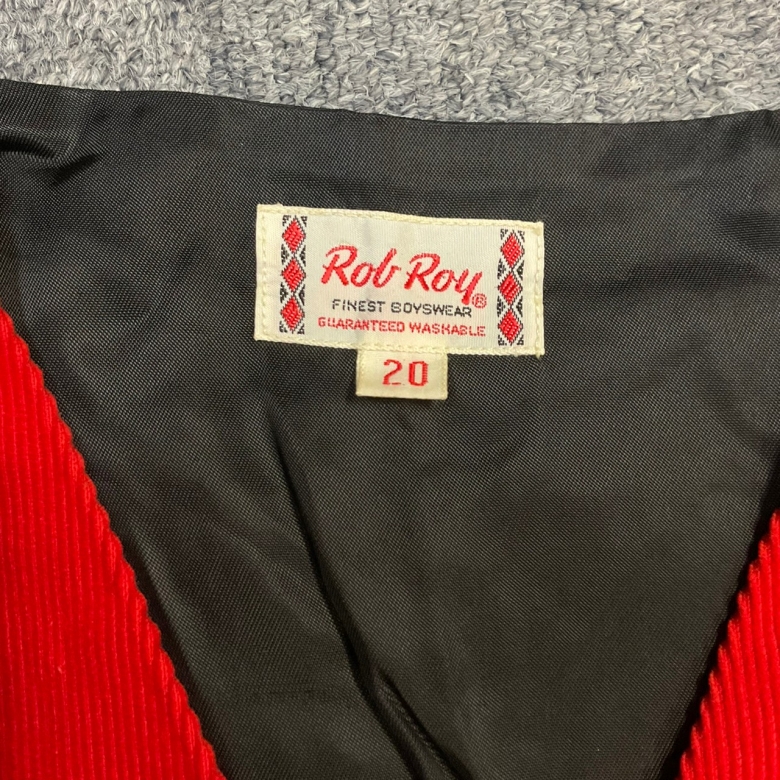 Rob Roy®
FINEST BOYSWEAR
GUARANTEED WASHABLE
20